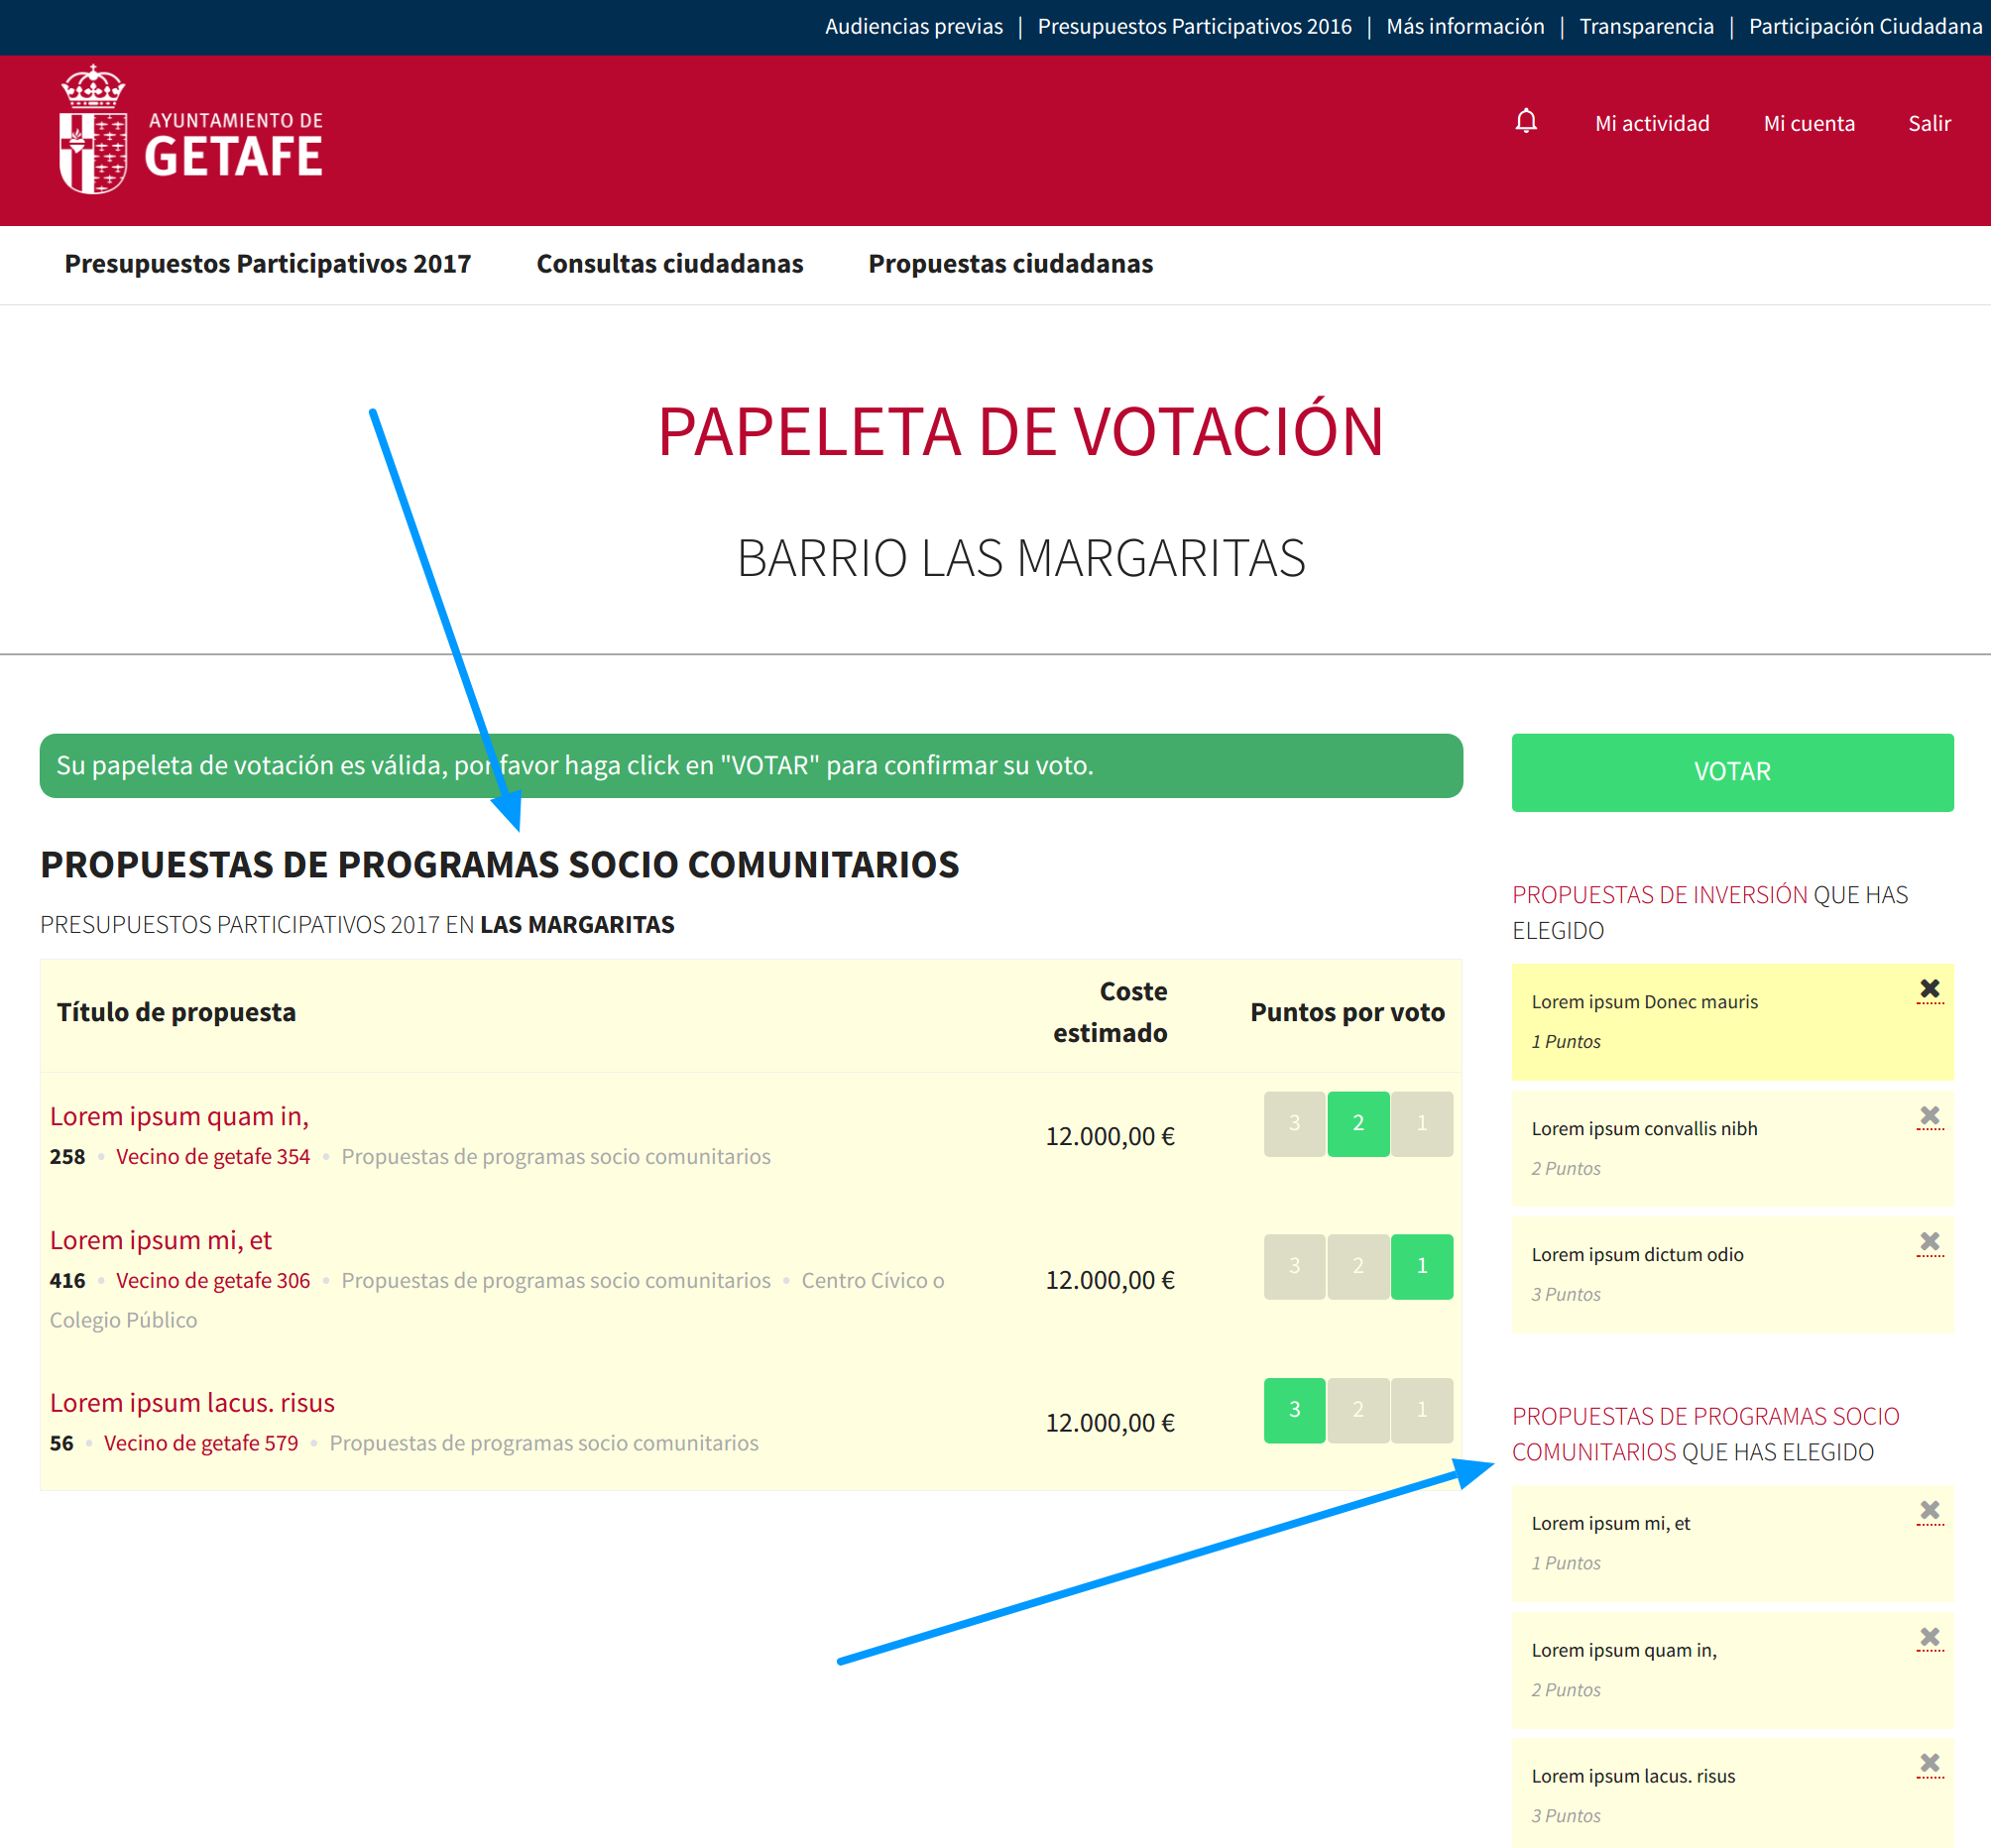 Audiencias previas | Presupuestos Participativos 2016 | Más información | Transparencia | Participación Ciudadana
AYUNTAMIENTO DE
GETAFE
Mi actividad Mi cuenta Salir
Presupuestos Participativos 2017 Consultas ciudadanas Propuestas ciudadanas
PAPELETA DE VOTACIÓN
BARRIO LAS MARGARITAS
Su papeleta de votación es válida, por favor haga click en "VOTAR" para confirmar su voto.
PROPUESTAS DE PROGRAMAS SOCIO COMUNITARIOS
PRESUPUESTOS PARTICIPATIVOS 2017 EN LAS MARGARITAS
Título de propuesta
Coste
estimado
Puntos por voto
Lorem ipsum quam in,
258 • Vecino de getafe 354 • Propuestas de programas socio comunitarios
12.000,00 €
3 2 1
Lorem ipsum mi, et
416 • Vecino de getafe 306 • Propuestas de programas socio comunitarios • Centro Cívico o
Colegio Público
12.000,00 €
3 2 1
Lorem ipsum lacus. risus
56 • Vecino de getafe 579 • Propuestas de programas socio comunitarios
12.000,00 €
3 2 1
VOTAR
PROPUESTAS DE INVERSIÓN QUE HAS
ELEGIDO
Lorem ipsum Donec mauris
1 Puntos
Lorem ipsum convallis nibh
2 Puntos
Lorem ipsum dictum odio
3 Puntos
PROPUESTAS DE PROGRAMAS SOCIO
COMUNITARIOS QUE HAS ELEGIDO
Lorem ipsum mi, et
1 Puntos
Lorem ipsum quam in,
2 Puntos
Lorem ipsum lacus. risus
3 Puntos